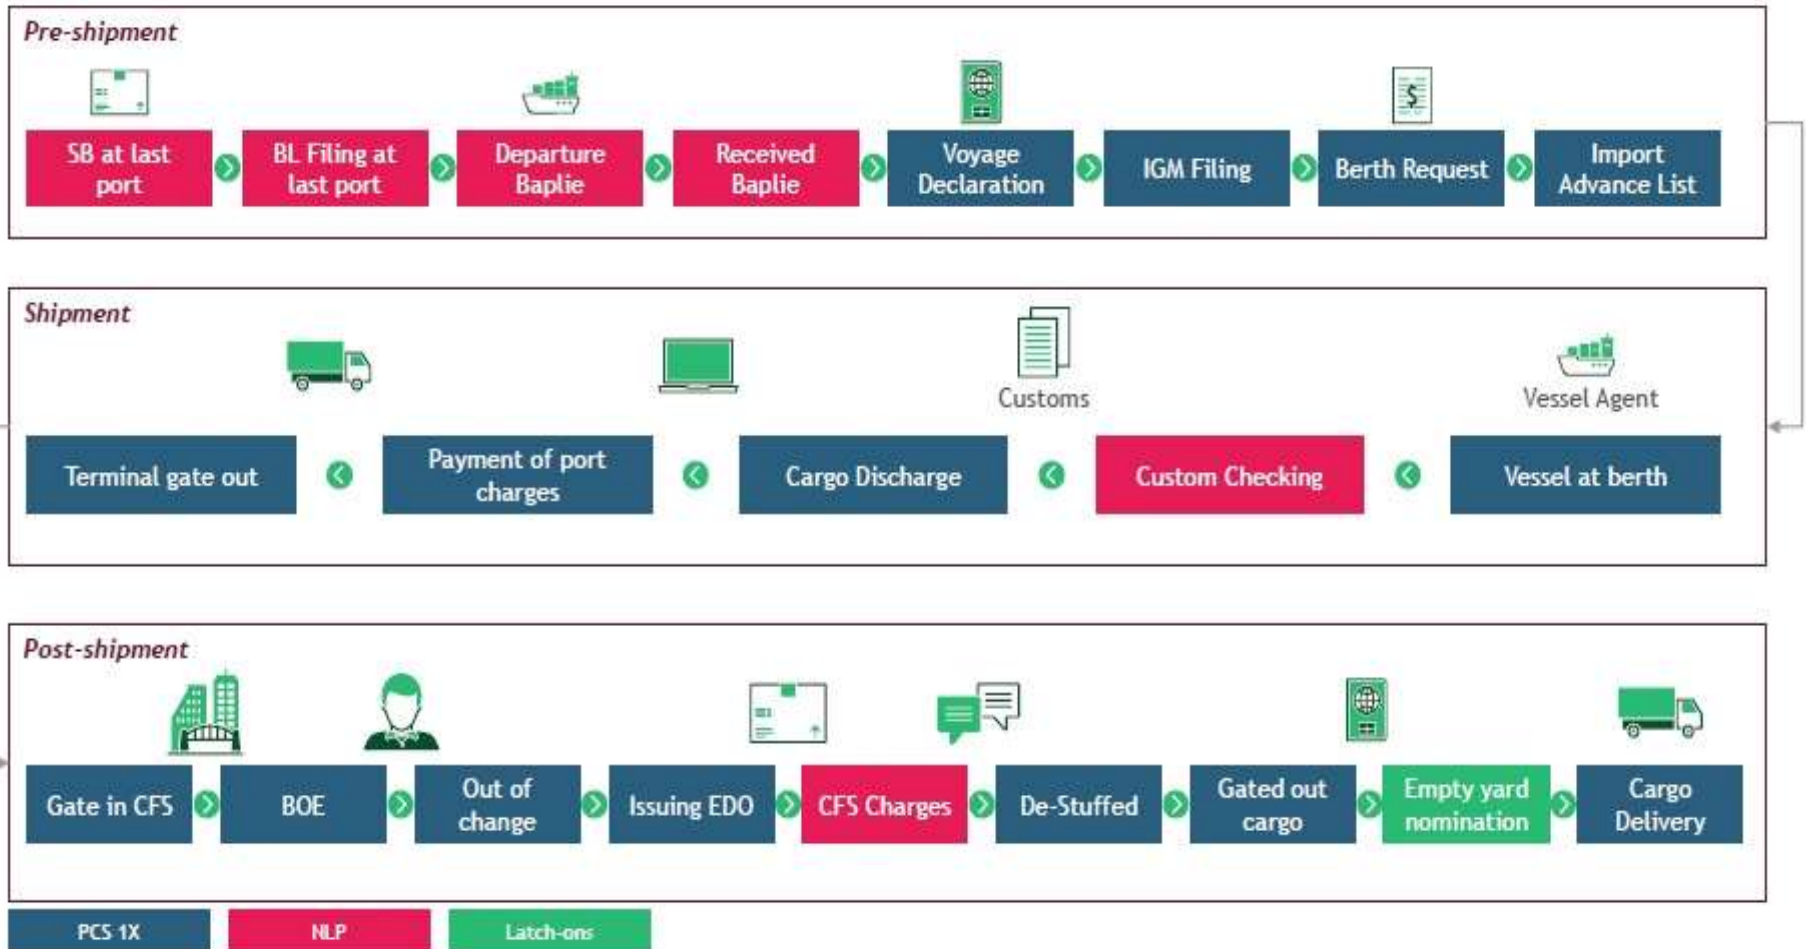 Pre-shipment
SB at last
port
BL Filing at
last port
Departure
Baplie
Received
Baplie
Voyage
Declaration
IGM Filing
Berth Request
Import
Advance List
Shipment
Customs
Vessel Agent
Terminal gate out
Payment of port
charges
Cargo Discharge
Custom Checking
Vessel at berth
Post-shipment
Gate in CFS
BOE
Out of
change
Issuing EDO
CFS Charges
De-Stuffed
Gated out
cargo
Empty yard
nomination
Cargo
Delivery
PCS 1X
NLP
Latch-ons